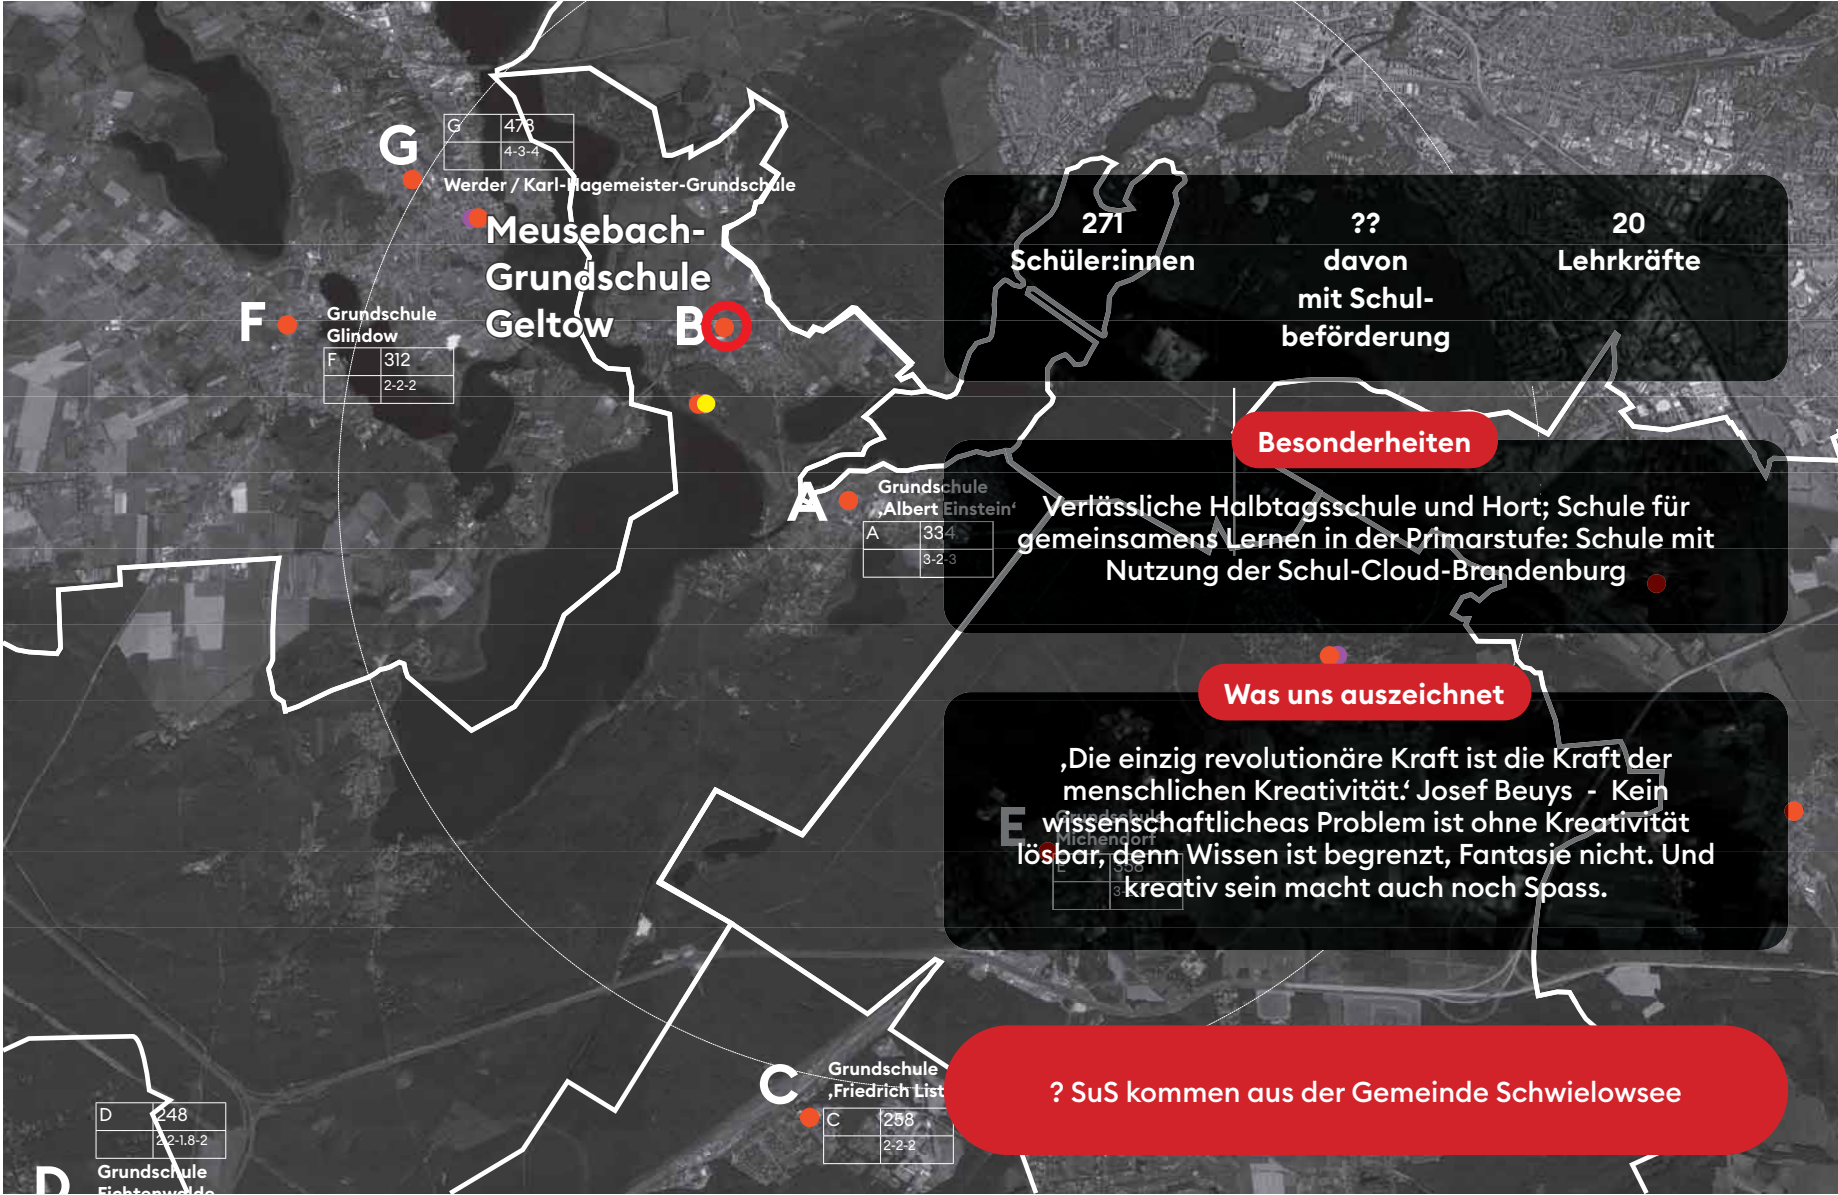 G
G 478
4-3-4
Werder / Karl-Hagemeister-Grundschule
Meusebach-
Grundschule
Geltow
B
F
Grundschule
Glindow
F 312
2-2-2
A
Grundschule
‚Albert Einstein‘
A 334
3-2-3
271
Schüler:innen
??
davon
mit Schul-
beförderung
20
Lehrkräfte
Besonderheiten
Verlässliche Halbtagsschule und Hort; Schule für
gemeinsamens Lernen in der Primarstufe: Schule mit
Nutzung der Schul-Cloud-Brandenburg
Was uns auszeichnet
‚Die einzig revolutionäre Kraft ist die Kraft der
menschlichen Kreativität.‘ Josef Beuys - Kein
wissenschaftlicheas Problem ist ohne Kreativität
lösbar, denn Wissen ist begrenzt, Fantasie nicht. Und
kreativ sein macht auch noch Spass.
E
Grundschule
Michendorf
E 358
? SuS kommen aus der Gemeinde Schwielowsee
C
Grundschule
‚Friedrich List
C 258
2-2-2
D 248
2-2-1.8-2
D
Grundschule
Fichtenwalde